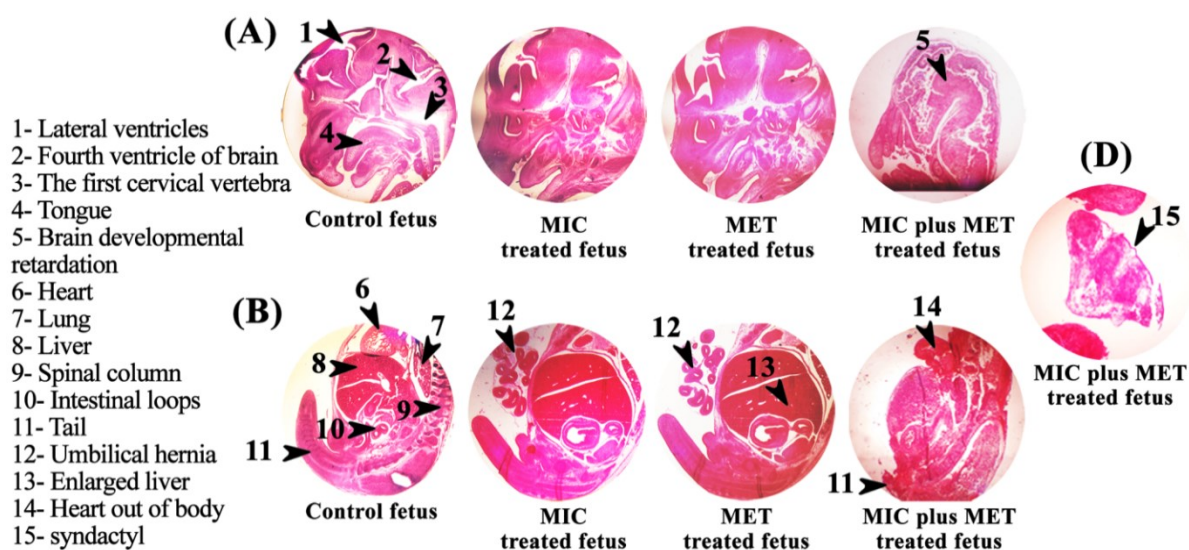 (A)
1
2
3
4
5
Control fetus
MIC
treated fetus
MET
treated fetus
MIC plus MET
treated fetus
1- Lateral ventricles
2- Fourth ventricle of brain
3- The first cervical vertebra
4- Tongue
5- Brain developmental
retardation
6- Heart
7- Lung
8- Liver
9- Spinal column
10- Intestinal loops
11- Tail
12- Umbilical hernia
13- Enlarged liver
14- Heart out of body
15- syndactyl
(B)
6
7
8
9
10
11
12
12
13
14
11
Control fetus
MIC
treated fetus
MET
treated fetus
MIC plus MET
treated fetus
(D)
15
MIC plus MET
treated fetus